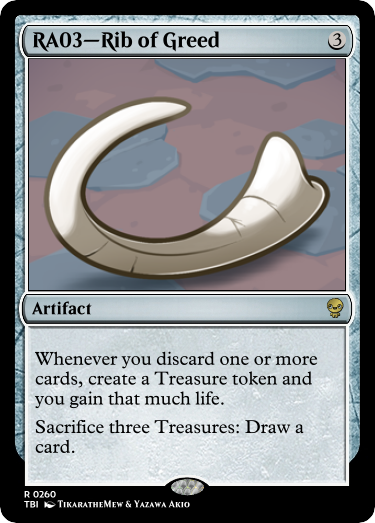 RA03—Rib of Greed 3
Artifact
Whenever you discard one or more
cards, create a Treasure token and
you gain that much life.
Sacrifice three Treasures: Draw a
card.
R 0260
TBI TikaratheMew & Yazawa Akio